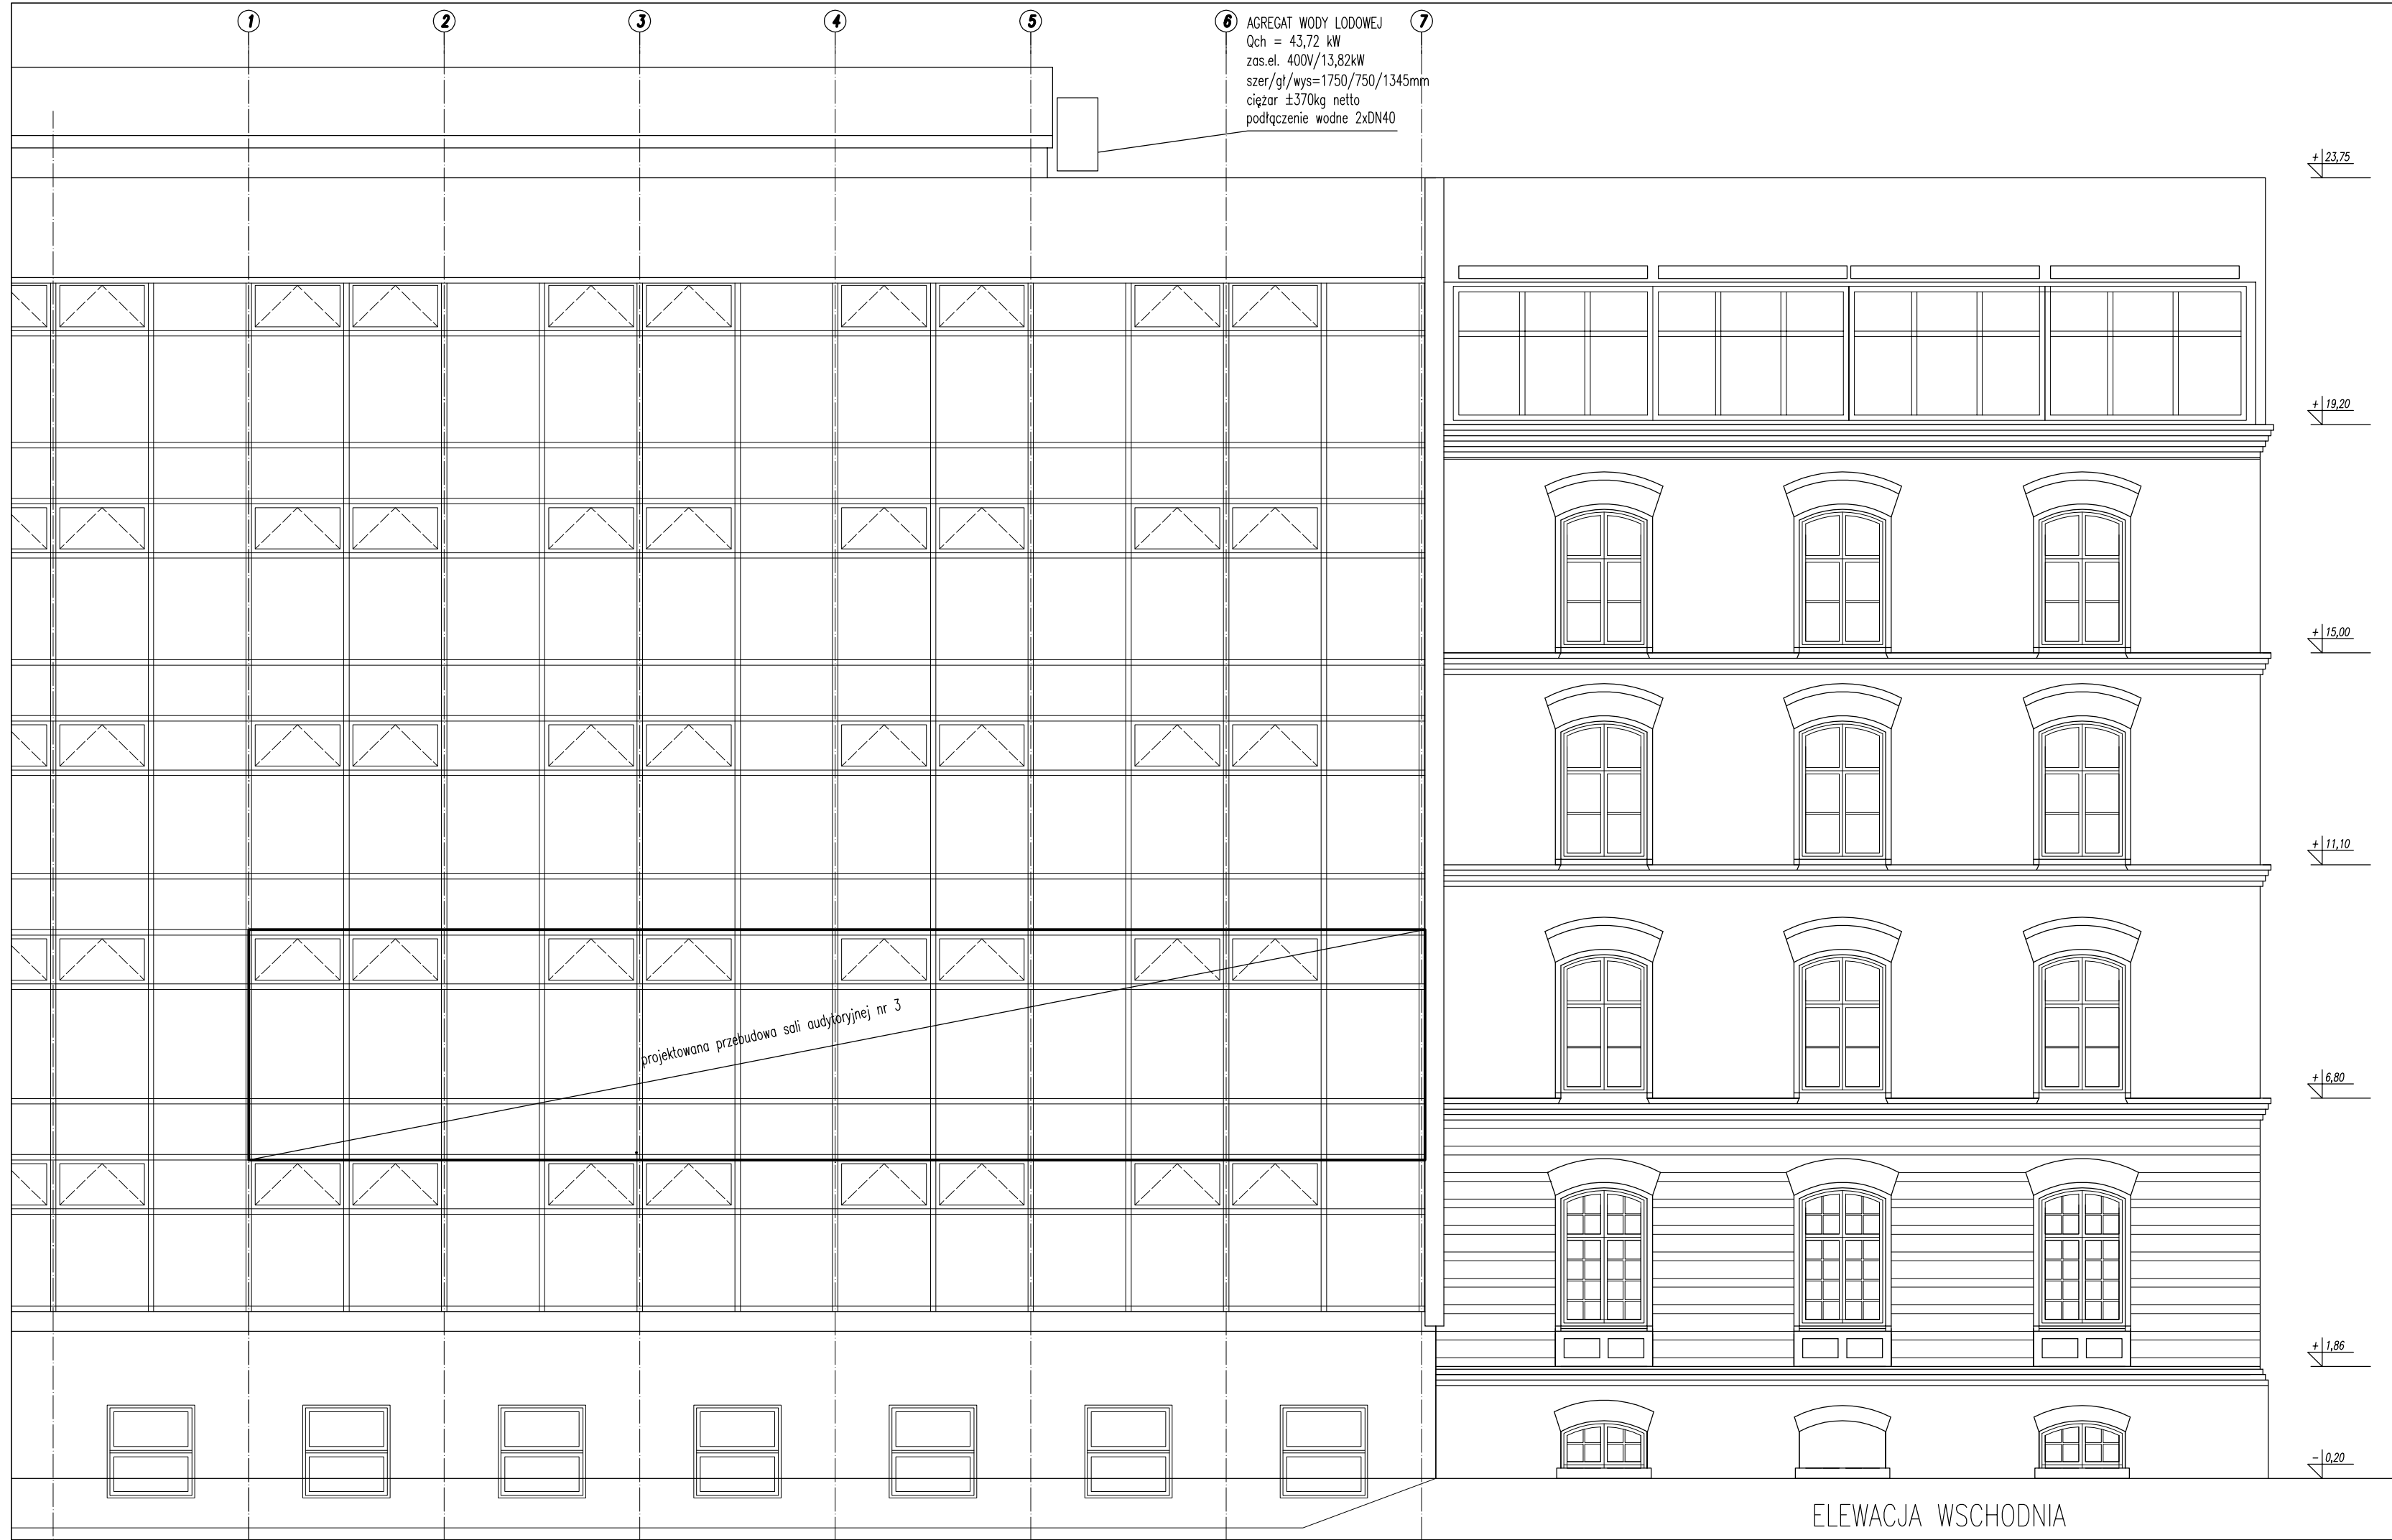 1 2 3 4 5 6 7
AGREGAT WODY LODOWEJ
Qch = 43,72 kW
zas.el. 400V/13,82kW
szer/gł/wys=1750/750/1345mm
ciężar ±370kg netto
podłączenie wodne 2xDN40
+ 23,75
+ 19,20
+ 15,00
+ 11,10
projektowana przebudowa sali audytoryjnej nr 3
+ 6,80
+ 1,86
- 0,20
ELEWACJA WSCHODNIA